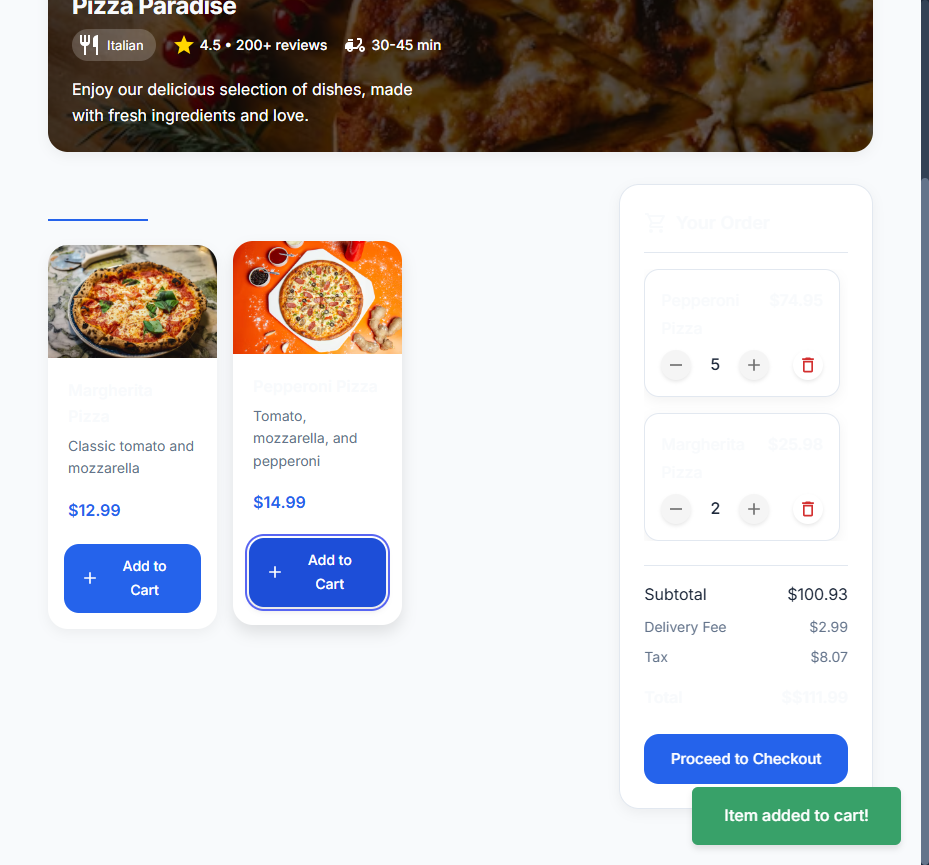 Pizza Paradise
Italian
4.5 • 200+ reviews
30-45 min
Enjoy our delicious selection of dishes, made
with fresh ingredients and love.
Margherita
Pizza
Classic tomato and
mozzarella
$12.99
Add to
Cart
Pepperoni Pizza
Tomato,
mozzarella, and
pepperoni
$14.99
Add to
Cart
Your Order
Pepperoni $74.95
Pizza
5
Margherita $25.98
Pizza
2
Subtotal $100.93
Delivery Fee $2.99
Tax $8.07
Total $$111.99
Proceed to Checkout
Item added to cart!